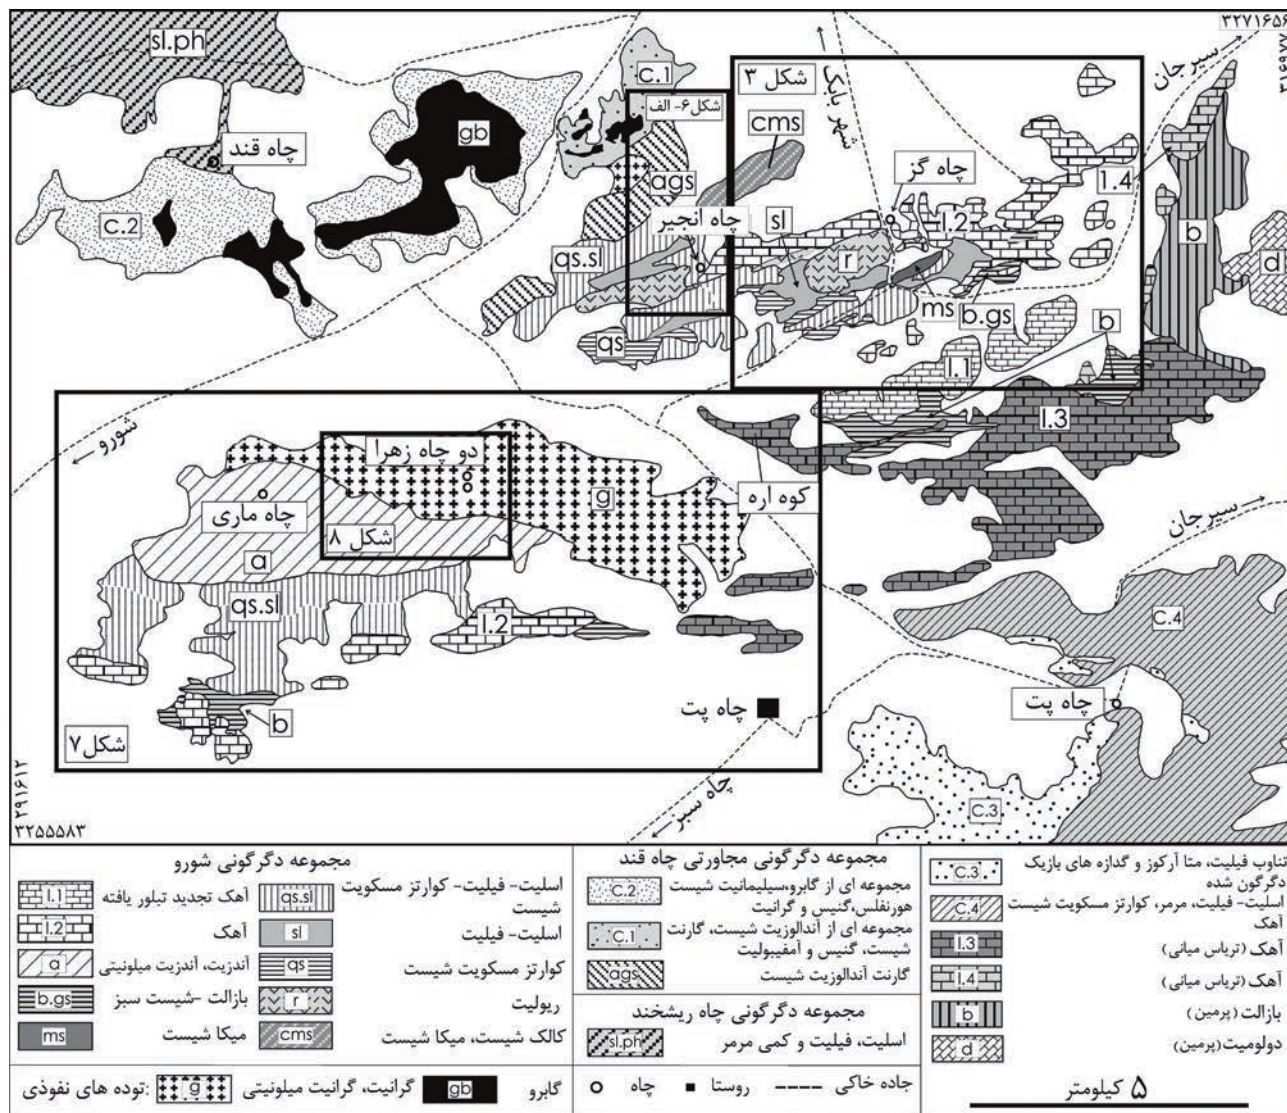 ۳۲۷۱۶۵۶
۳۱۶۹۷۷
sl.ph
c.1
شکل ۳
شهر بابک
سیرجان
شکل ۶- الف
cms
gb
چاه قند
ags
چاه گز
1.4
c.2
چاه انجیر
sl
l.2
b
qs.sl
r
d
ms
b.gs
b
qs
l.1
l.3
شورو
دو چاه زهرا
g
کوه اره
چاه ماری
شکل ۸
a
سیرجان
qs.sl
l.2
c.4
چاه پت
چاه پت
b
شکل ۷
چاه سبز
c.3
۲۹۱۶۱۲
۳۲۵۵۵۸۳
مجموعه دگرگونی شورو
l.1 آهک تجدید تبلور یافته
l.2 آهک
a آندزیت، آندزیت میلونیتی
b.gs بازالت -شیست سبز
ms میکا شیست
qs.sl اسلیت- فیلیت- کوارتز مسکویت
شیست
sl اسلیت- فیلیت
qs کوارتز مسکویت شیست
r ریولیت
cms کالک شیست، میکا شیست
توده های نفوذی:
g گرانیت، گرانیت میلونیتی
gb گابرو
مجموعه دگرگونی مجاورتی چاه قند
c.2 مجموعه ای از گابرو،سیلیمانیت شیست
هورنفلس،گنیس و گرانیت
c.1 مجموعه ای از آندالوزیت شیست، گارنت
شیست، گنیس و آمفیبولیت
ags گارنت آندالوزیت شیست
مجموعه دگرگونی چاه ریشخند
sl.ph اسلیت، فیلیت و کمی مرمر
چاه
روستا
جاده خاکی
c.3 تناوب فیلیت، متا آرکوز و گدازه های بازیک
دگرگون شده
c.4 اسلیت- فیلیت، مرمر، کوارتز مسکویت شیست
آهک
l.3 آهک (تریاس میانی)
l.4 آهک (تریاس میانی)
b بازالت (پرمین)
d دولومیت (پرمین)
۵ کیلومتر